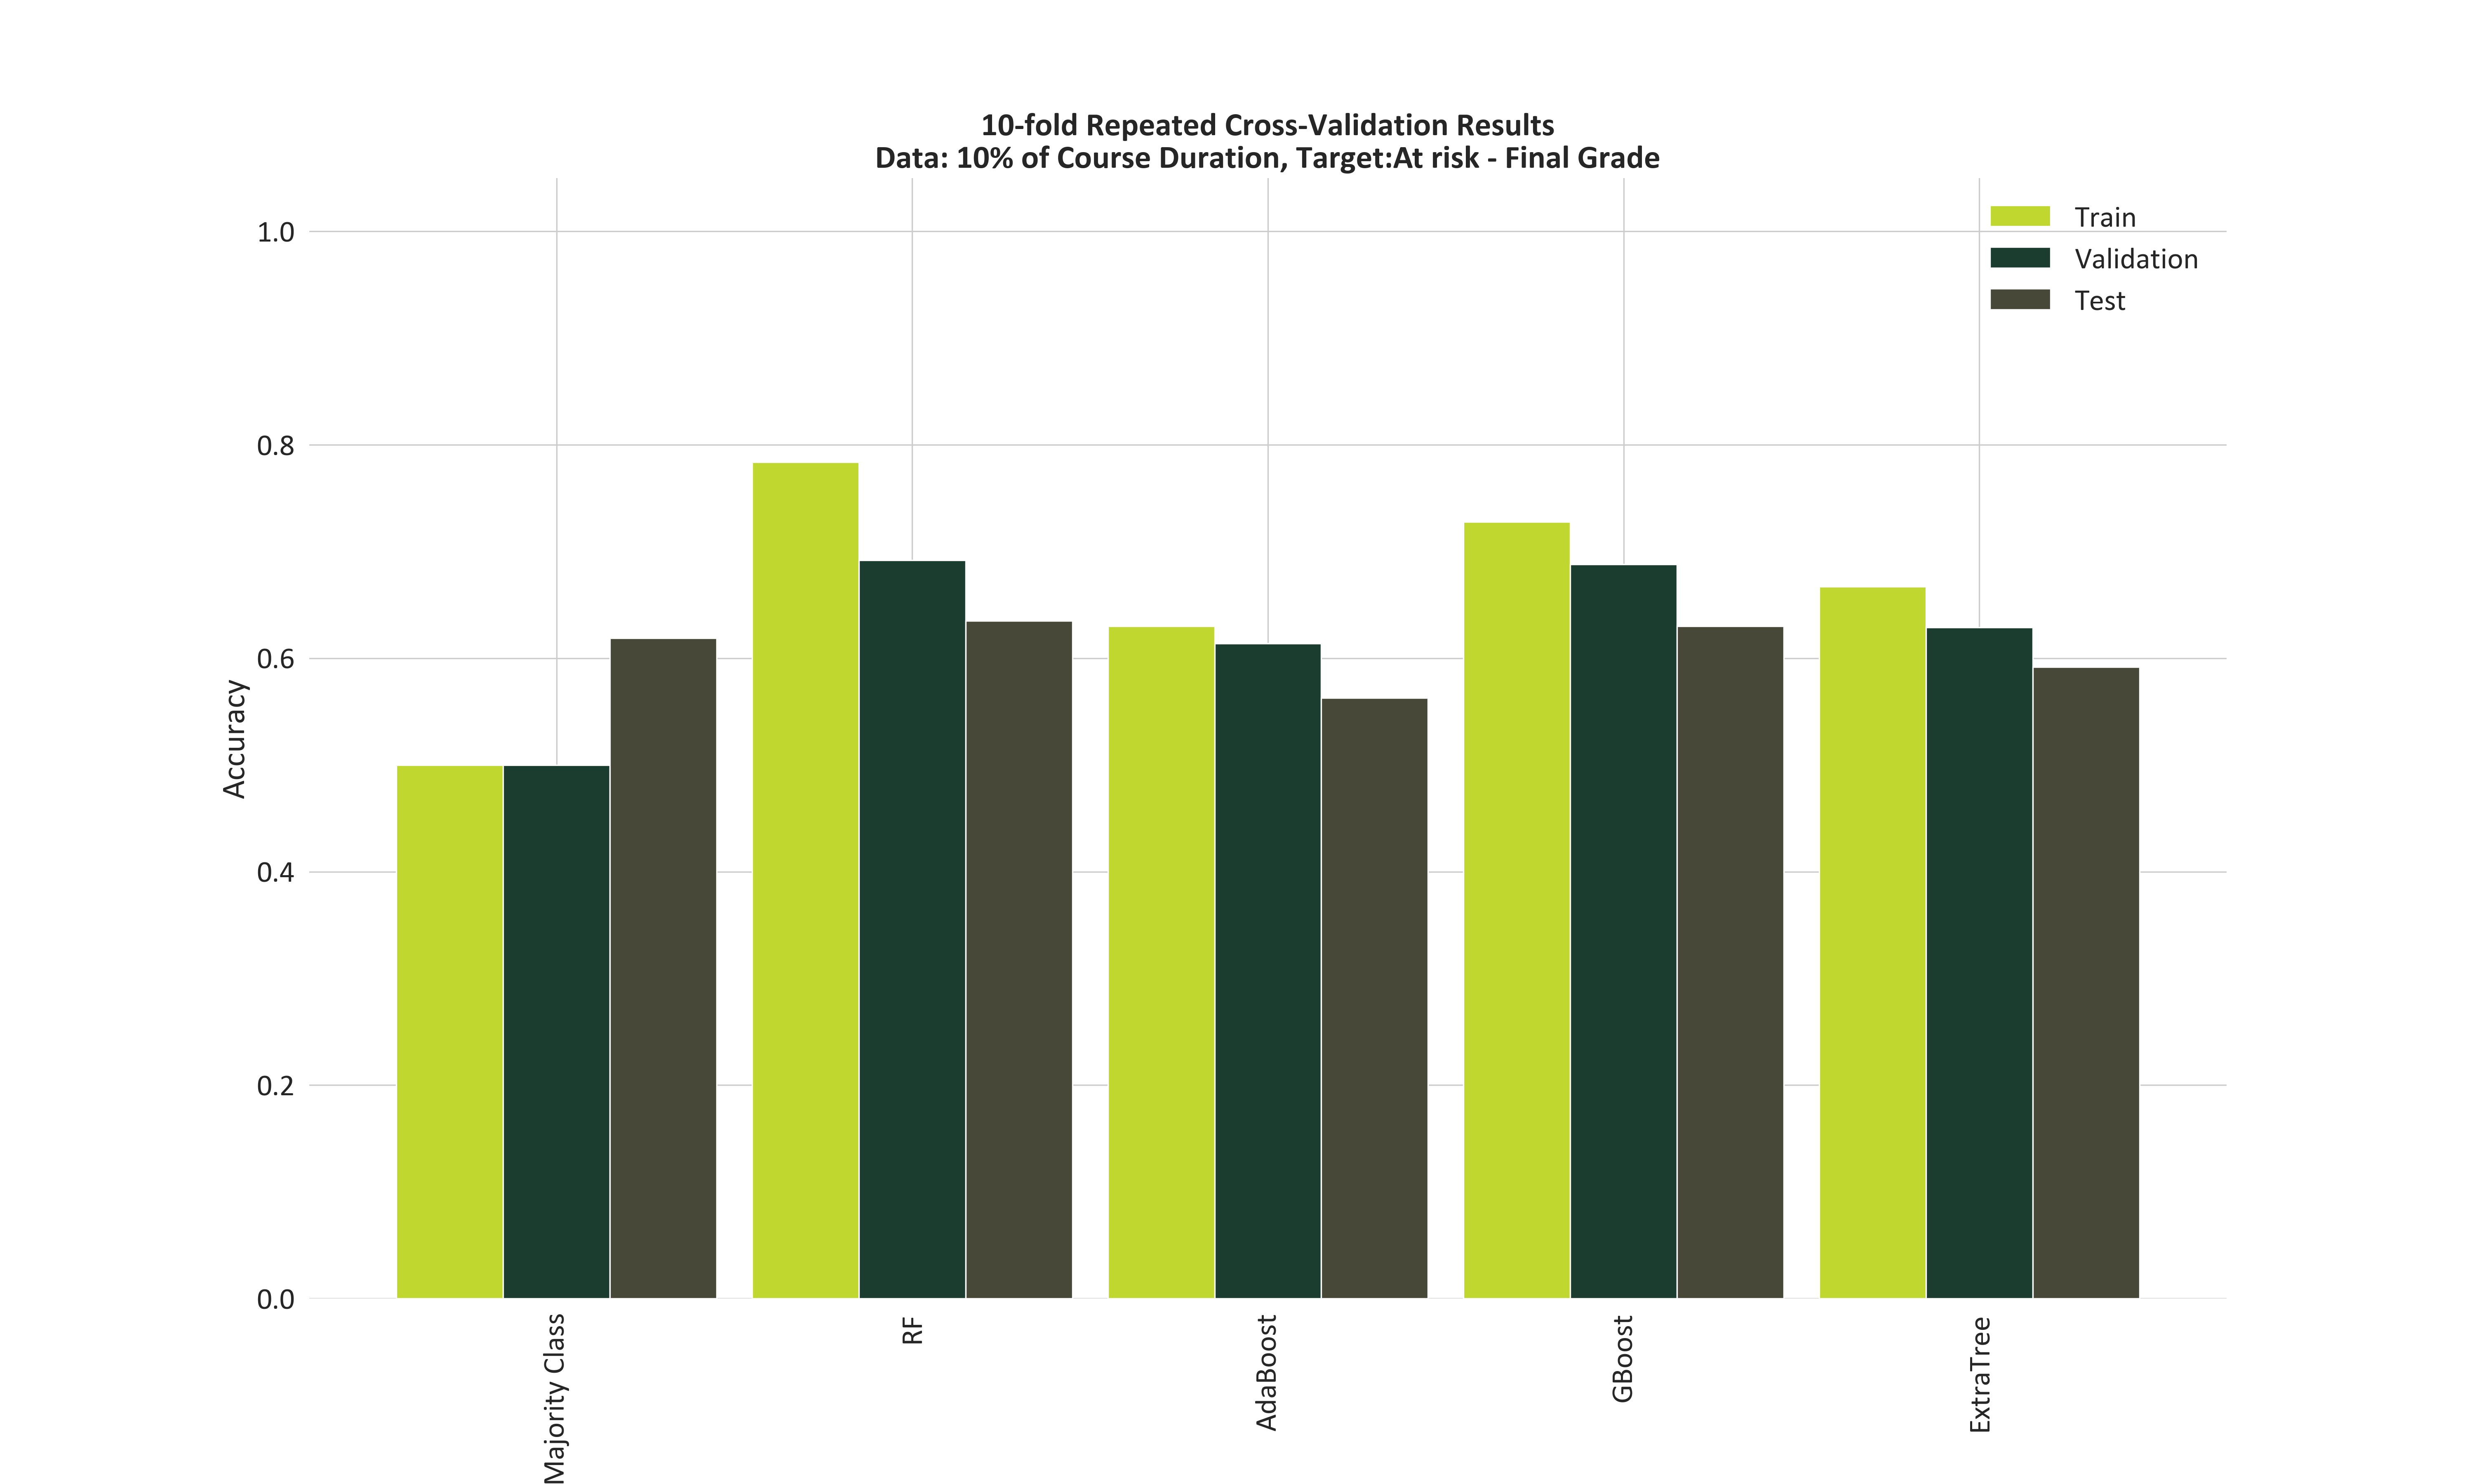 10-fold Repeated Cross-Validation Results
Data: 10% of Course Duration, Target:At risk - Final Grade
Train
Validation
Test
Accuracy
1.0
0.8
0.6
0.4
0.2
0.0
Majority Class
RF
AdaBoost
GBoost
ExtraTree